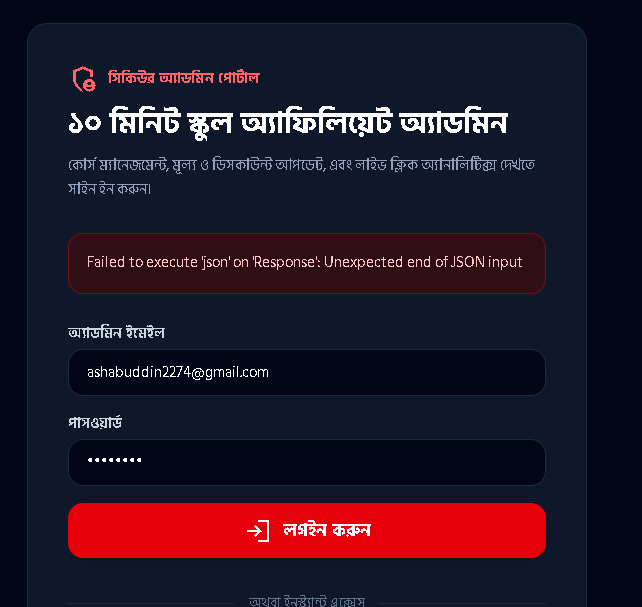 সিকিউর অ্যাডমিন পোর্টাল
১০ মিনিট স্কুল অ্যাফিলিয়েট অ্যাডমিন
কোর্স ম্যানেজমেন্ট, মূল্য ও ডিসকাউন্ট আপডেট, এবং লাইভ ক্লিক অ্যানালিটিক্স দেখতে
সাইন ইন করুন।
Failed to execute 'json' on 'Response': Unexpected end of JSON input
অ্যাডমিন ইমেইল
ashabuddin2274@gmail.com
পাসওয়ার্ড
••••••••
লগইন করুন
অথবা ইনস্ট্যান্ট এক্সেস